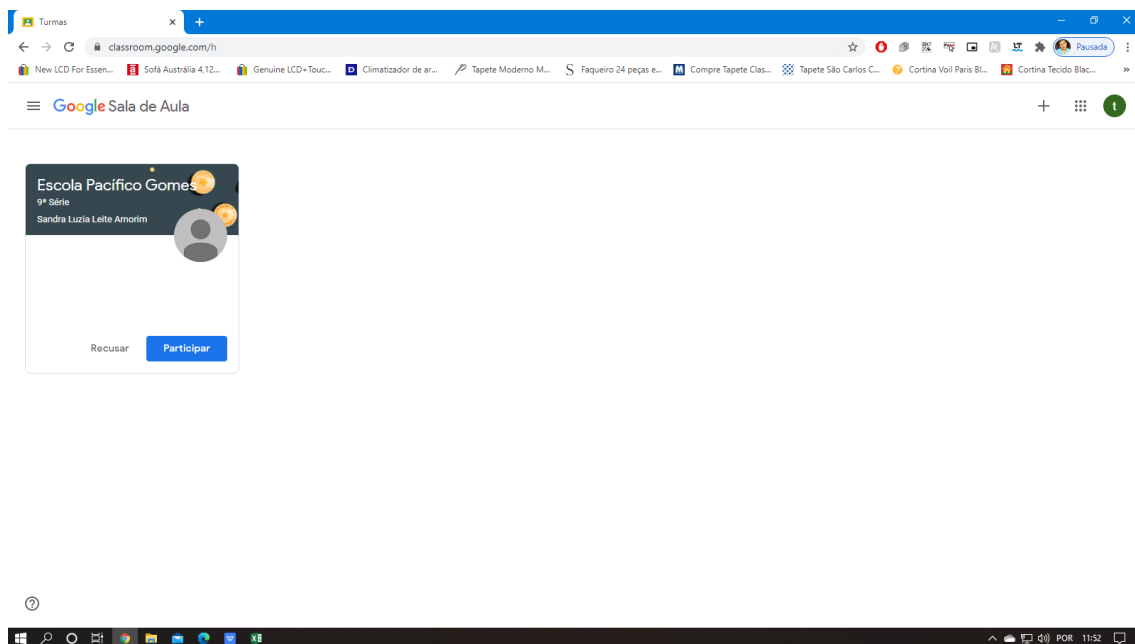 Turmas
classroom.google.com/h
Pausada
New LCD For Essen...
Sofá Austrália 4,12...
Genuine LCD+Touc...
Climatizador de ar...
Tapete Moderno M...
Faqueiro 24 peças e...
Compre Tapete Clas...
Tapete São Carlos C...
Cortina Voil Paris Bl...
Cortina Tecido Blac...
Google Sala de Aula
t
Escola Pacífico Gomes
9ª Série
Sandra Luzia Leite Amorim
Recusar
Participar
POR
11:52